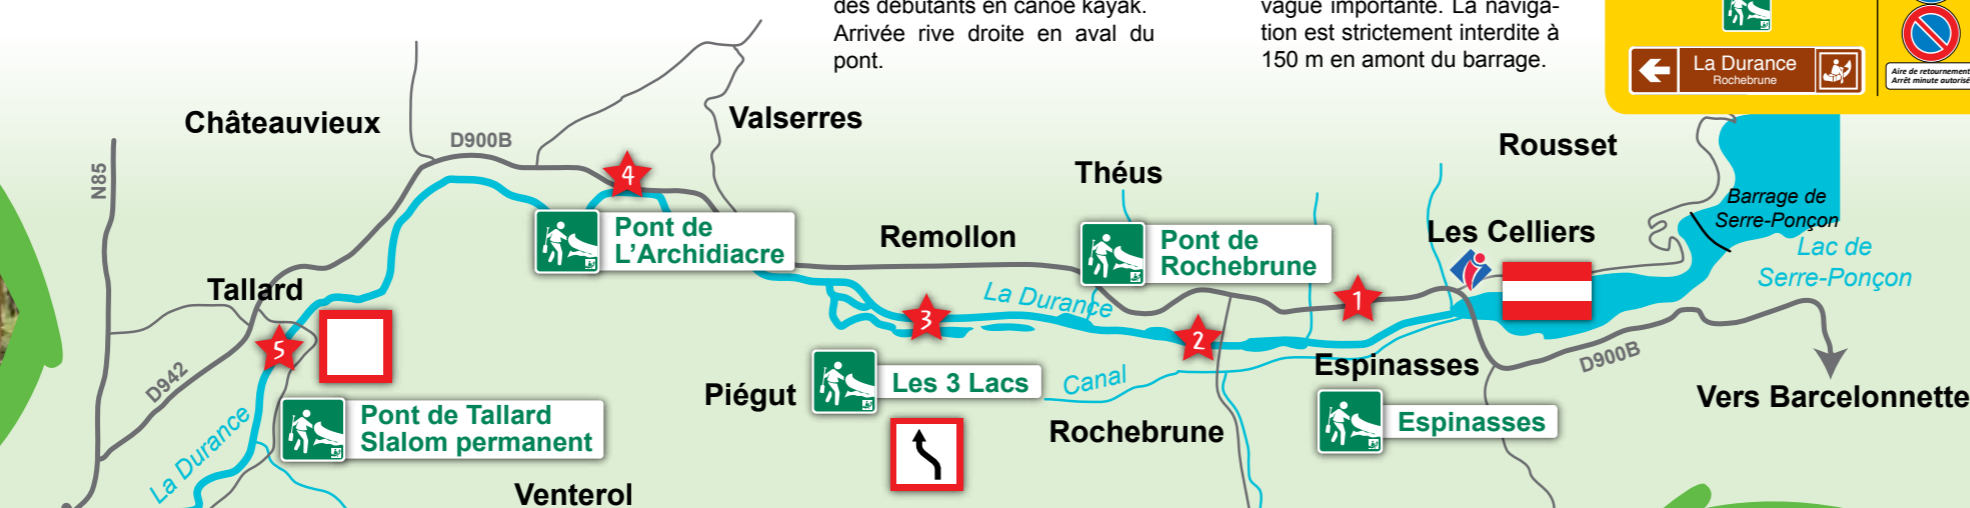 des débutants en canoë kayak.
Arrivée rive droite en aval du
pont.
vague importante. La naviga-
tion est strictement interdite à
150 m en amont du barrage.
La Durance
Rochebrune
Aire de retournement
Arrêt minute autorisé
Châteauvieux
D900B
Valserres
N85
4
Pont de
L'Archidiacre
Remollon
Théus
Pont de
Rochebrune
Rousset
Les Celliers
Barrage de
Serre-Ponçon
Lac de
Serre-Ponçon
Tallard
La Durance
1
2
3
5
D942
Piégut
Les 3 Lacs
Canal
Espinasses
D900B
Vers Barcelonnette
La Durance
Pont de Tallard
Slalom permanent
Rochebrune
Espinasses
Venterol